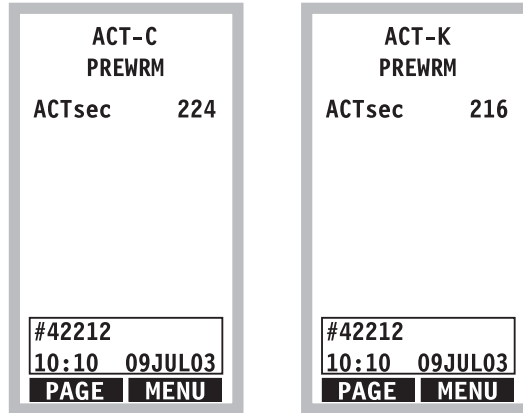 ACT-C
PREWRM
ACTsec 224
#42212
10:10 09JUL03
PAGE MENU
ACT-K
PREWRM
ACTsec 216
#42212
10:10 09JUL03
PAGE MENU